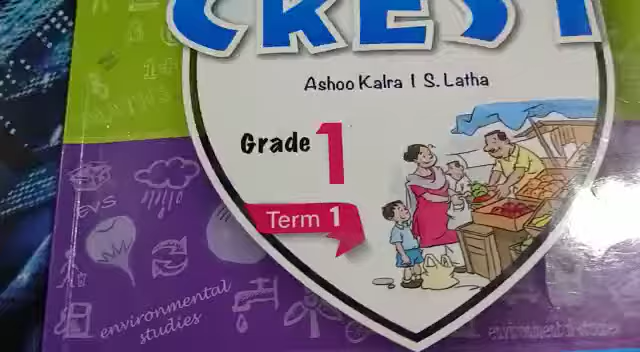 CREST
Ashoo Kalra | S. Latha
Grade 1
Term 1
EVS
environmental
studies